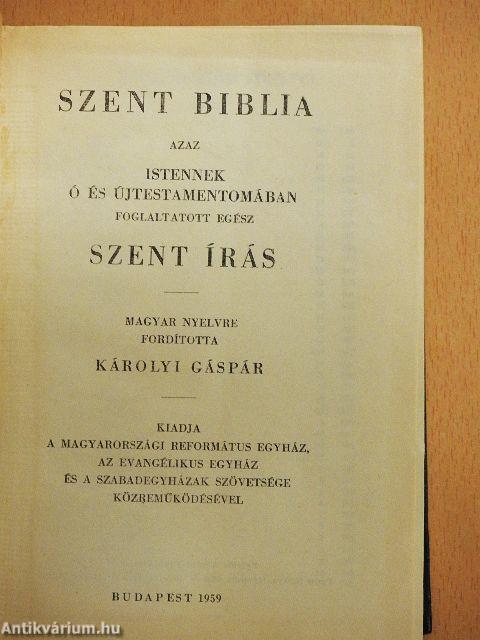 SZENT BIBLIA
AZAZ
ISTENNEK
Ó ÉS ÚJTESTAMENTOMÁBAN
FOGLALTATOTT EGÉSZ
SZENT ÍRÁS
MAGYAR NYELVRE
FORDÍTOTTA
KÁROLYI GÁSPÁR
KIADJA
A MAGYARORSZÁGI REFORMÁTUS EGYHÁZ,
AZ EVANGÉLIKUS EGYHÁZ
ÉS A SZABADEGYHÁZAK SZÖVETSÉGE
KÖZREMŰKÖDÉSÉVEL
BUDAPEST 1959
Antikvárium.hu